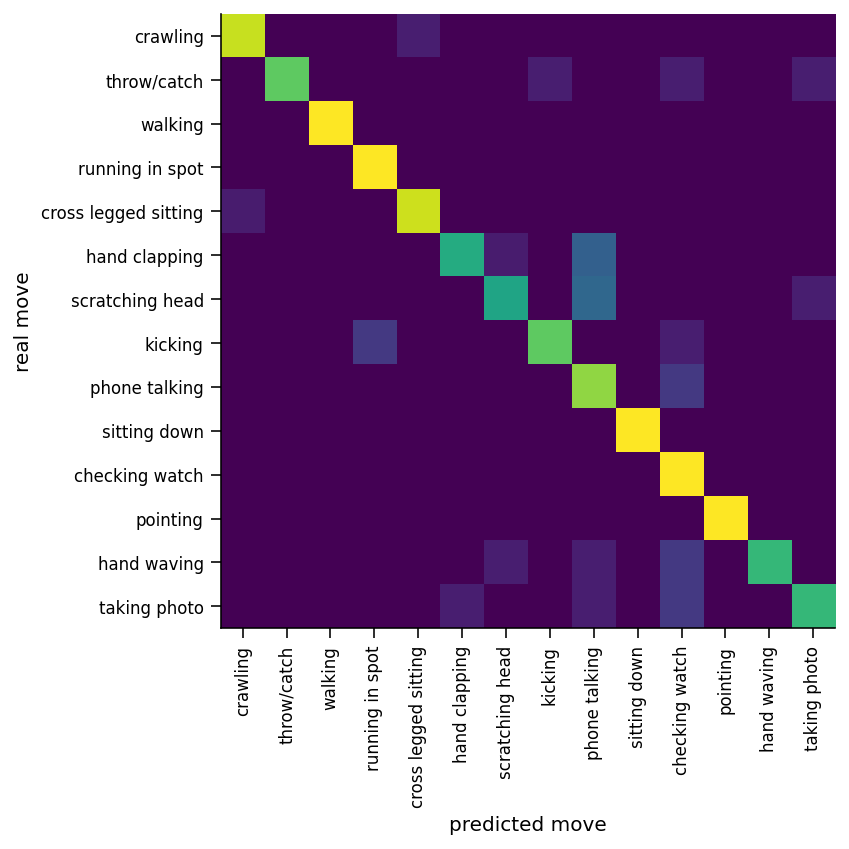 crawling
throw/catch
walking
running in spot
cross legged sitting
hand clapping
scratching head
kicking
phone talking
sitting down
checking watch
pointing
hand waving
taking photo
real move
crawling
throw/catch
walking
running in spot
cross legged sitting
hand clapping
scratching head
kicking
phone talking
sitting down
checking watch
pointing
hand waving
taking photo
predicted move